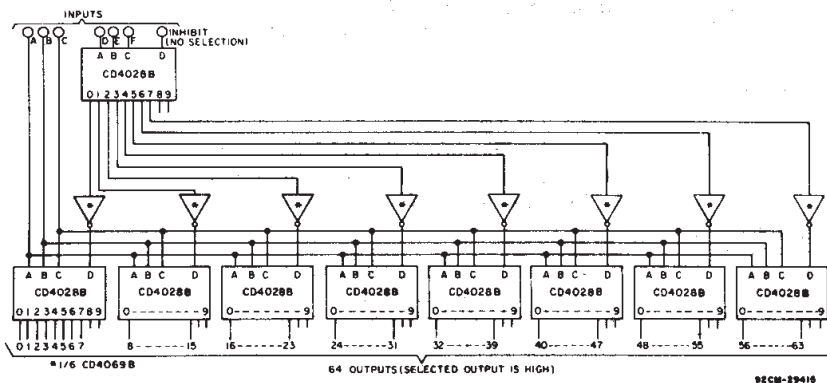 INPUTS
A B C D E F INHIBIT
(NO SELECTION)
A B C D
CD4028B
0 1 2 3 4 5 6 7 8 9
* * * * * * * *
A B C D A B C D A B C D A B C D A B C D A B C D A B C D A B C D
CD4028B CD4028B CD4028B CD4028B CD4028B CD4028B CD4028B CD4028B
0 1 2 3 4 5 6 7 8 9 0--------9 0--------9 0--------9 0--------9 0--------9 0--------9 0--------9
0 1 2 3 4 5 6 7 8--------15 16--------23 24--------31 32--------39 40--------47 48--------55 56--------63
*1/6 CD4069B
64 OUTPUTS (SELECTED OUTPUT IS HIGH)
92CM-29415